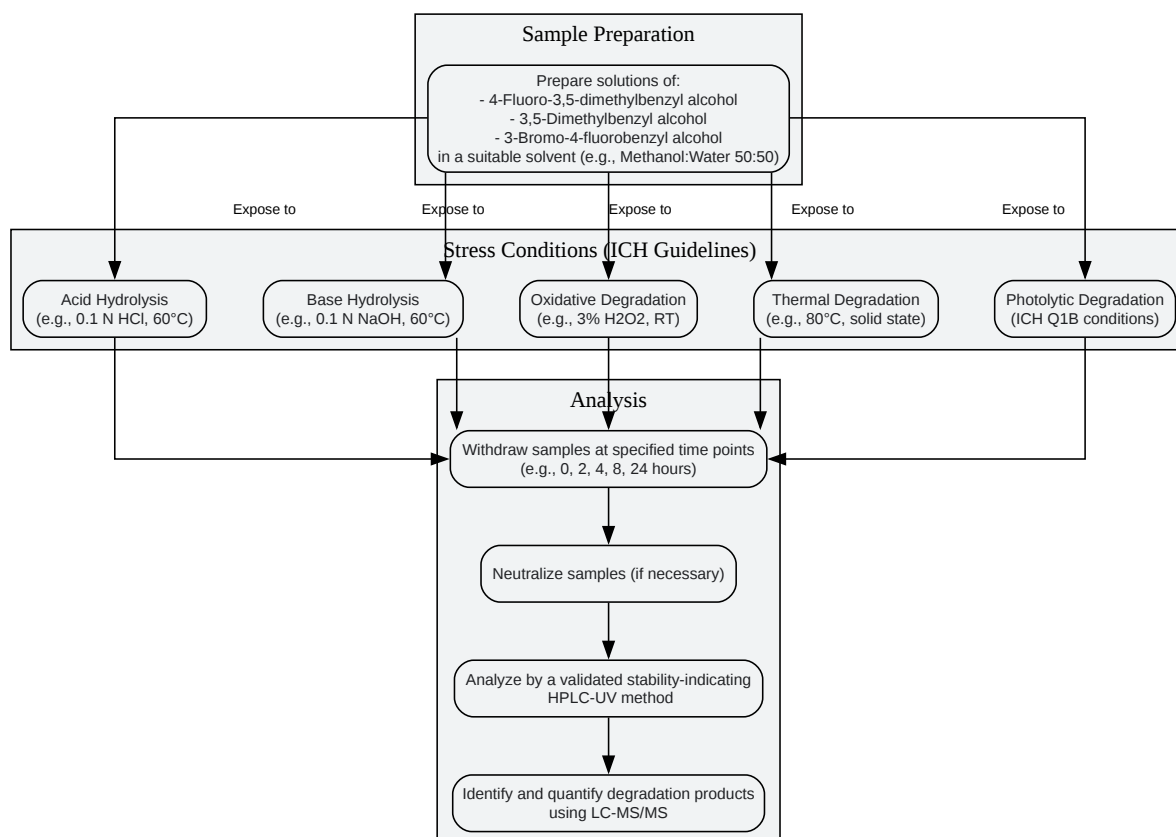 Sample Preparation
Prepare solutions of:
- 4-Fluoro-3,5-dimethylbenzyl alcohol
- 3,5-Dimethylbenzyl alcohol
- 3-Bromo-4-fluorobenzyl alcohol
in a suitable solvent (e.g., Methanol:Water 50:50)
Expose to
Expose to
Expose to
Expose to
Expose to
Stress Conditions (ICH Guidelines)
Acid Hydrolysis
(e.g., 0.1 N HCl, 60°C)
Base Hydrolysis
(e.g., 0.1 N NaOH, 60°C)
Oxidative Degradation
(e.g., 3% H2O2, RT)
Thermal Degradation
(e.g., 80°C, solid state)
Photolytic Degradation
(ICH Q1B conditions)
Analysis
Withdraw samples at specified time points
(e.g., 0, 2, 4, 8, 24 hours)
Neutralize samples (if necessary)
Analyze by a validated stability-indicating
HPLC-UV method
Identify and quantify degradation products
using LC-MS/MS